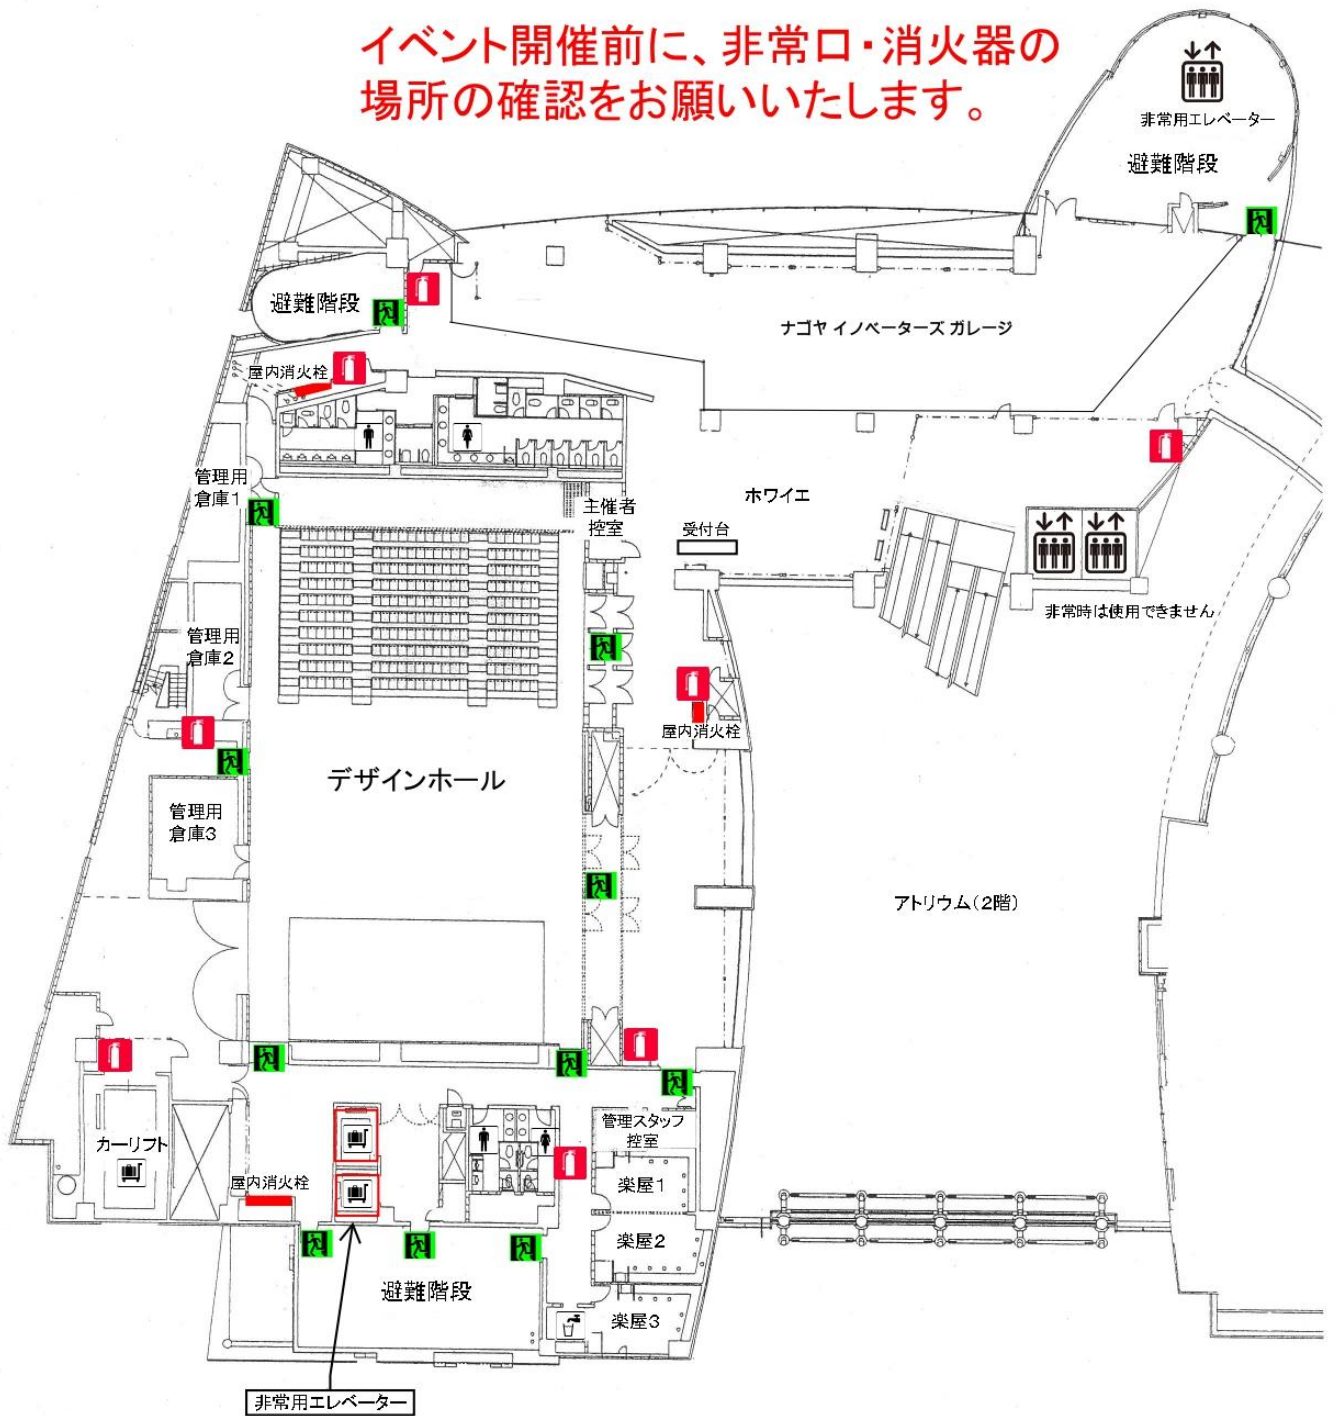 イベント開催前に、非常口・消火器の
場所の確認をお願いいたします。
非常用エレベーター
避難階段
避難階段
ナゴヤ イノベーターズ ガレージ
屋内消火栓
管理用
倉庫1
主催者
控室
ホワイエ
受付台
非常時は使用できません
管理用
倉庫2
屋内消火栓
デザインホール
管理用
倉庫3
アトリウム(2階)
カーリフト
管理スタッフ
控室
屋内消火栓
楽屋1
楽屋2
避難階段
楽屋3
非常用エレベーター